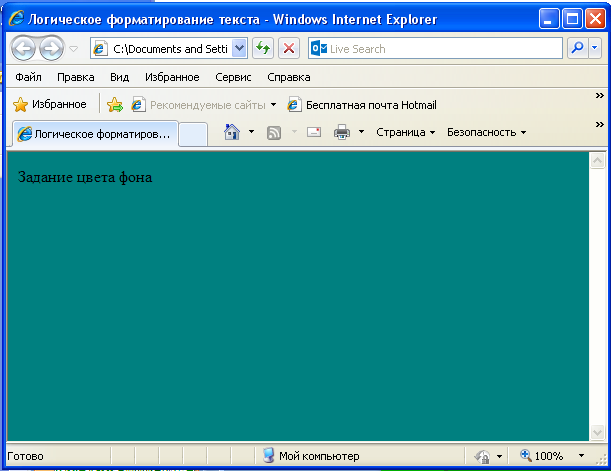 Логическое форматирование текста - Windows Internet Explorer
C:\Documents and Setti
Live Search
Файл Правка Вид Избранное Сервис Справка
Избранное Рекомендуемые сайты Бесплатная почта Hotmail
Логическое форматиров... Страница Безопасность
Задание цвета фона
Готово Мой компьютер 100%